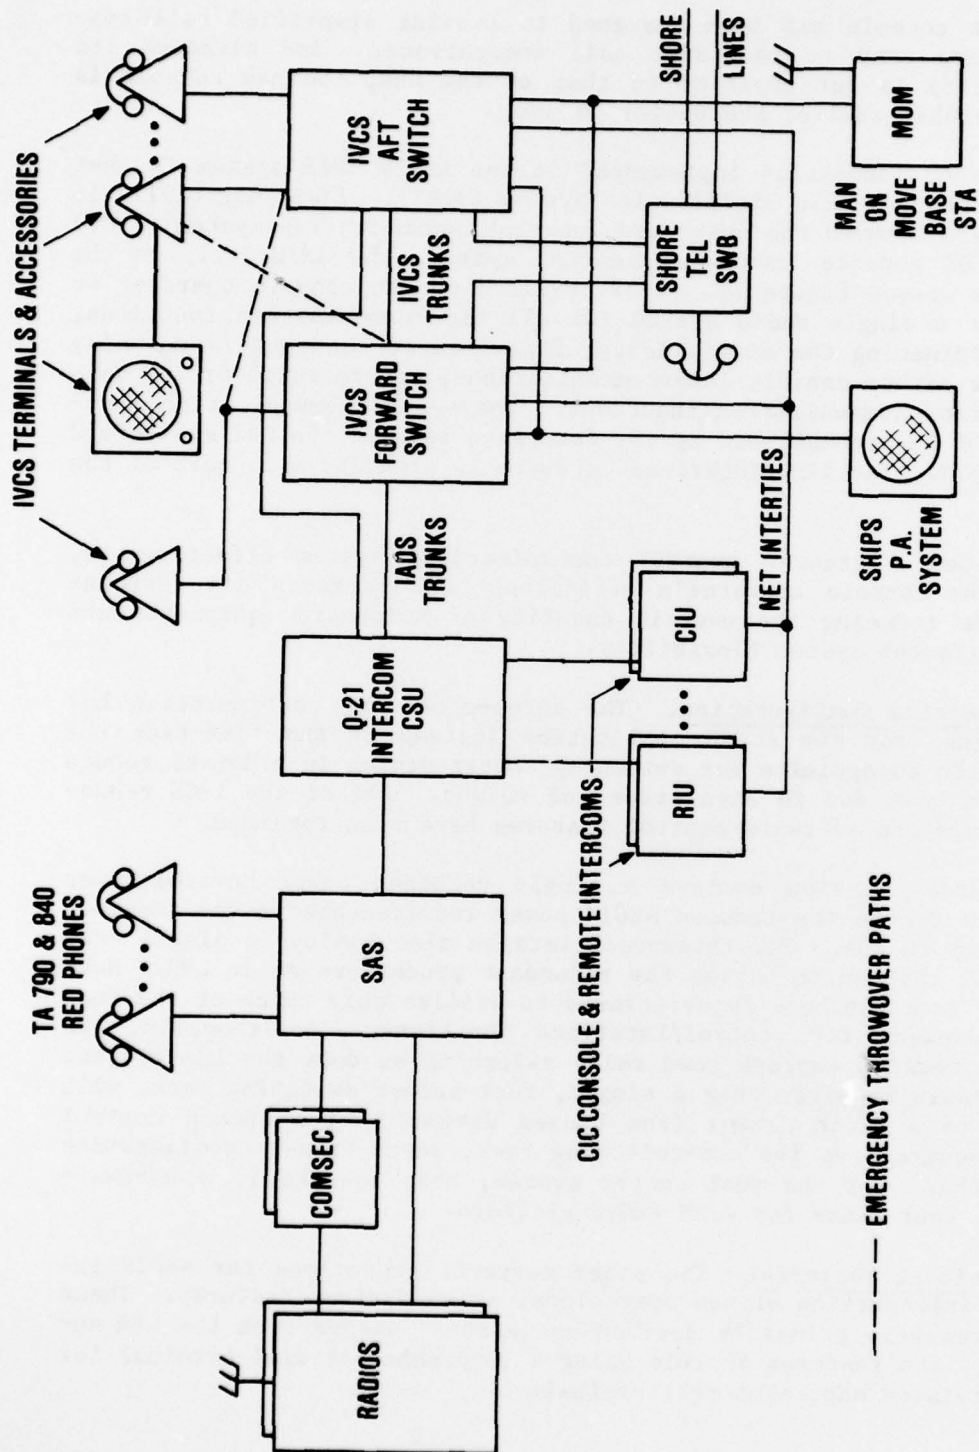 IVCS TERMINALS & ACCESSORIES
TA 790 & 840
RED PHONES
RADIOS
COMSEC
SAS
Q-21
INTERCOM
CSU
IADS
TRUNKS
IVCS
FORWARD
SWITCH
IVCS
TRUNKS
IVCS
AFT
SWITCH
SHORE
LINES
SHORE
TEL
SWB
MOM
MAN
ON
MOVE
BASE
STA
CIC CONSOLE & REMOTE INTERCOMS
RIU
CIU
NET INTERTIES
SHIPS
P.A.
SYSTEM
EMERGENCY THROWOVER PATHS